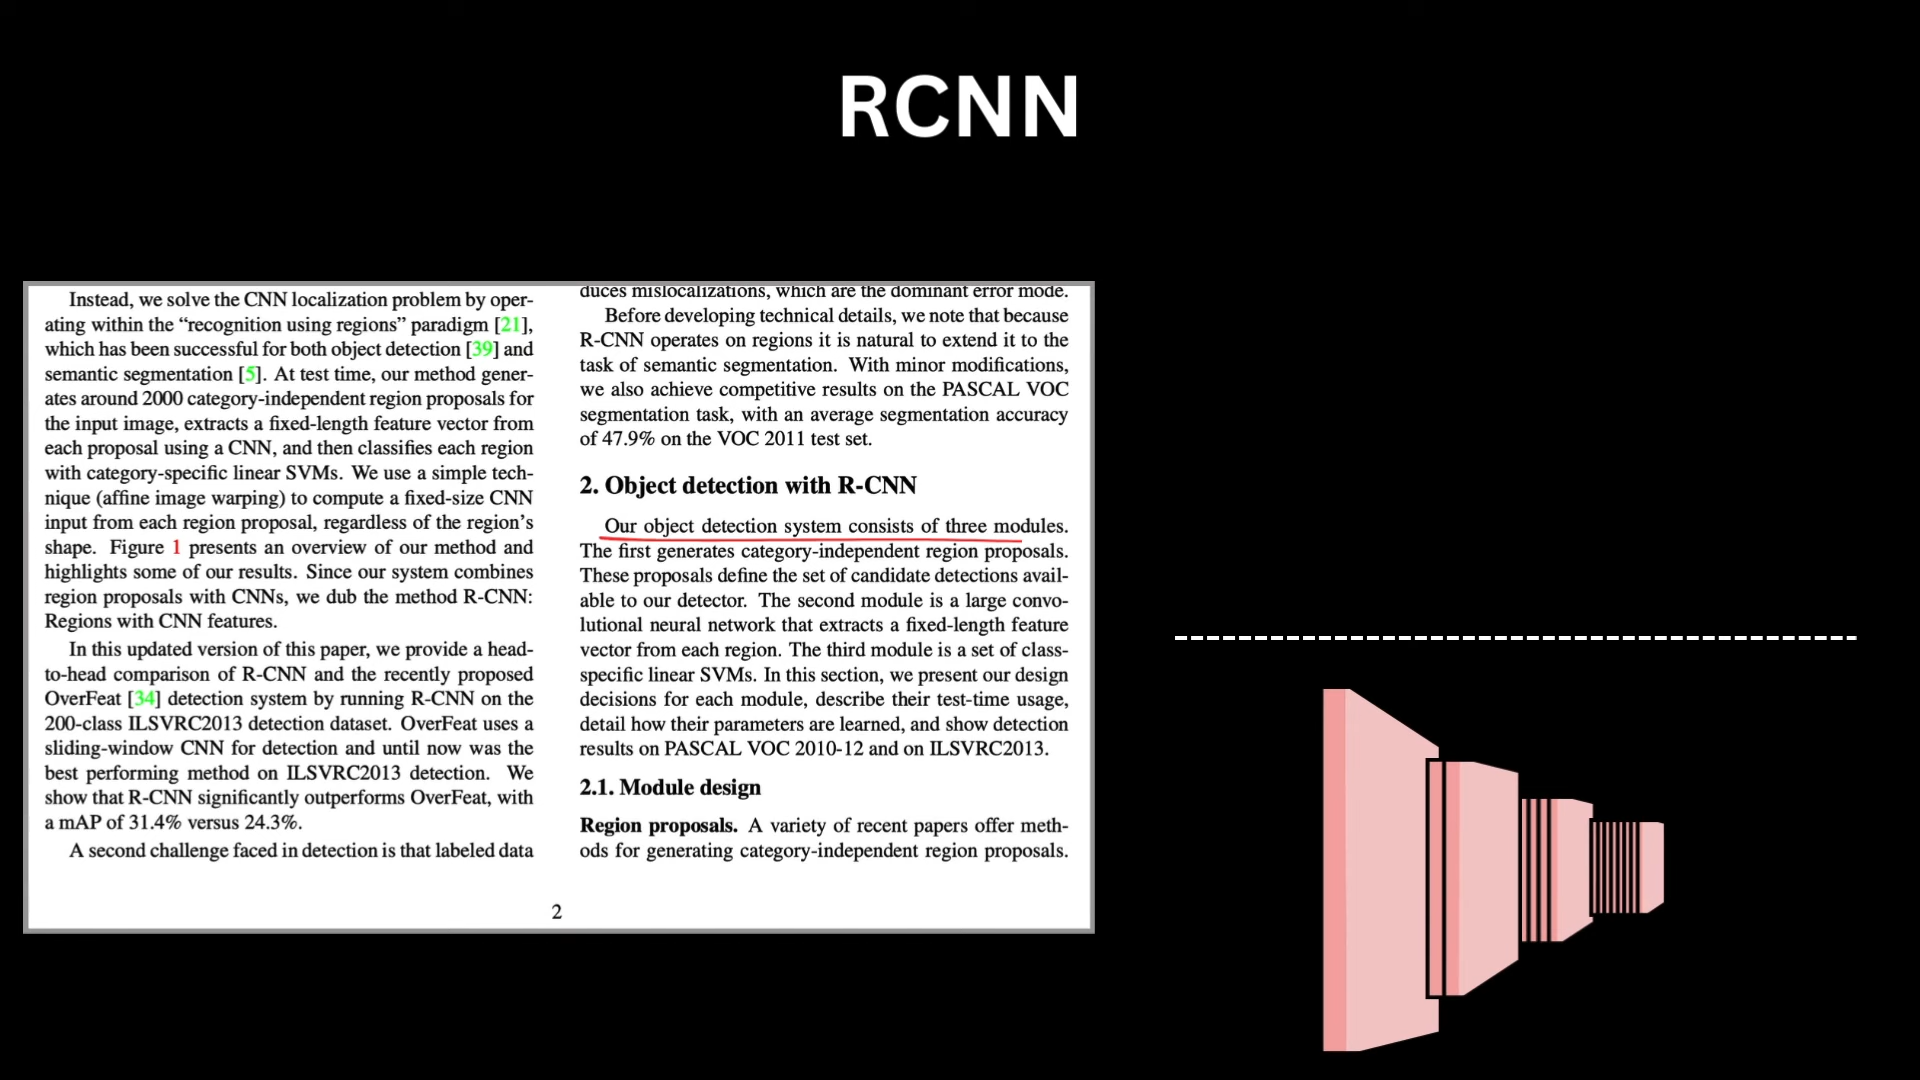 RCNN
Instead, we solve the CNN localization problem by oper-
ating within the “recognition using regions” paradigm [21],
which has been successful for both object detection [39] and
semantic segmentation [5]. At test time, our method gener-
ates around 2000 category-independent region proposals for
the input image, extracts a fixed-length feature vector from
each proposal using a CNN, and then classifies each region
with category-specific linear SVMs. We use a simple tech-
nique (affine image warping) to compute a fixed-size CNN
input from each region proposal, regardless of the region’s
shape. Figure 1 presents an overview of our method and
highlights some of our results. Since our system combines
region proposals with CNNs, we dub the method R-CNN:
Regions with CNN features.
In this updated version of this paper, we provide a head-
to-head comparison of R-CNN and the recently proposed
OverFeat [34] detection system by running R-CNN on the
200-class ILSVRC2013 detection dataset. OverFeat uses a
sliding-window CNN for detection and until now was the
best performing method on ILSVRC2013 detection. We
show that R-CNN significantly outperforms OverFeat, with
a mAP of 31.4% versus 24.3%.
A second challenge faced in detection is that labeled data
duces mislocalizations, which are the dominant error mode.
Before developing technical details, we note that because
R-CNN operates on regions it is natural to extend it to the
task of semantic segmentation. With minor modifications,
we also achieve competitive results on the PASCAL VOC
segmentation task, with an average segmentation accuracy
of 47.9% on the VOC 2011 test set.
2. Object detection with R-CNN
Our object detection system consists of three modules.
The first generates category-independent region proposals.
These proposals define the set of candidate detections avail-
able to our detector. The second module is a large convo-
lutional neural network that extracts a fixed-length feature
vector from each region. The third module is a set of class-
specific linear SVMs. In this section, we present our design
decisions for each module, describe their test-time usage,
detail how their parameters are learned, and show detection
results on PASCAL VOC 2010-12 and on ILSVRC2013.
2.1. Module design
Region proposals. A variety of recent papers offer meth-
ods for generating category-independent region proposals.
2